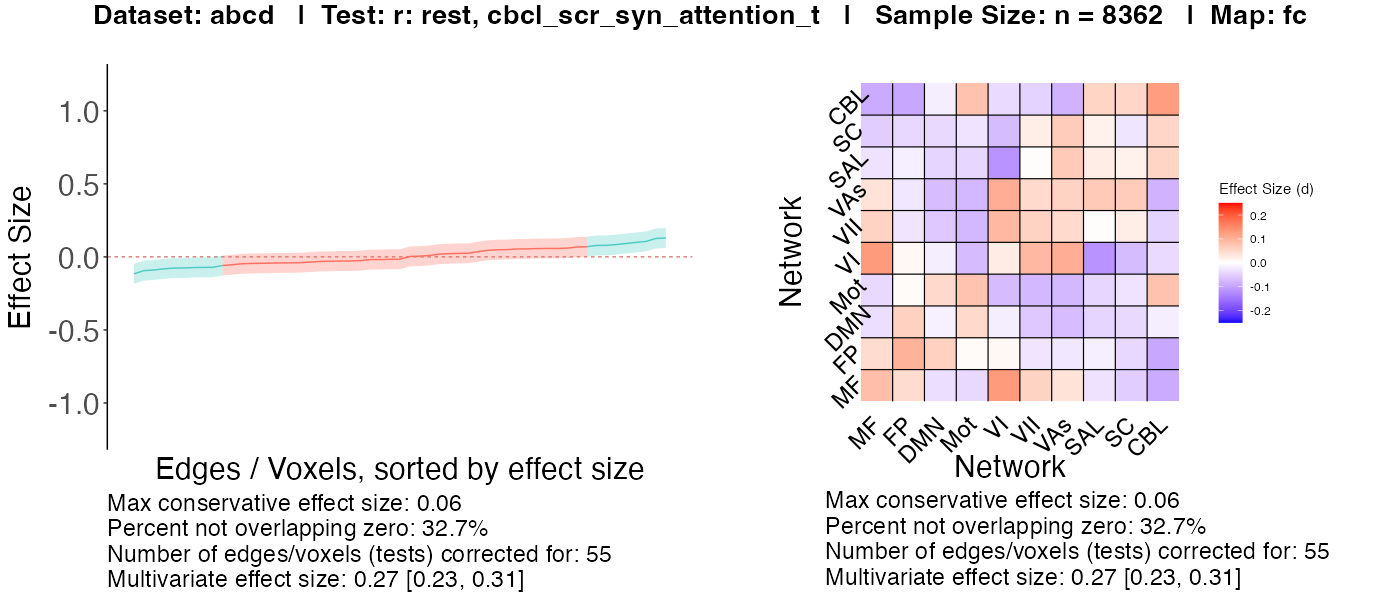 Dataset: abcd | Test: r: rest, cbcl_scr_syn_attention_t | Sample Size: n = 8362 | Map: fc
Effect Size
1.0
0.5
0.0
-0.5
-1.0
Edges / Voxels, sorted by effect size
Max conservative effect size: 0.06
Percent not overlapping zero: 32.7%
Number of edges/voxels (tests) corrected for: 55
Multivariate effect size: 0.27 [0.23, 0.31]
Network
CBL
SC
SAL
VAs
VII
VI
Mot
DMN
FP
MF
MF
FP
DMN
Mot
VI
VII
VAs
SAL
SC
CBL
Network
Effect Size (d)
0.2
0.1
0.0
-0.1
-0.2
Max conservative effect size: 0.06
Percent not overlapping zero: 32.7%
Number of edges/voxels (tests) corrected for: 55
Multivariate effect size: 0.27 [0.23, 0.31]